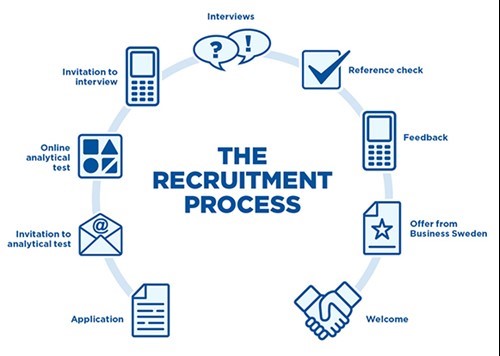 Interviews
?
!
Invitation to
interview
Reference check
Online
analytical
test
Feedback
THE
RECRUITMENT
PROCESS
@
Invitation to
analytical test
Offer from
Business Sweden
Application
Welcome